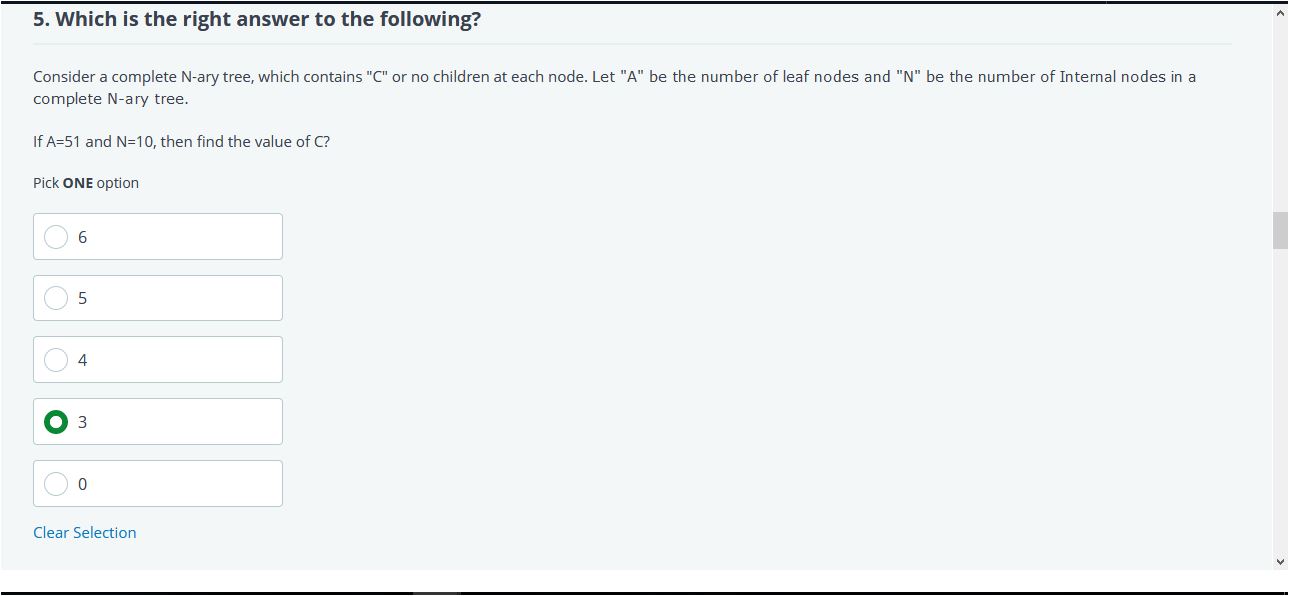 5. Which is the right answer to the following?
Consider a complete N-ary tree, which contains "C" or no children at each node. Let "A" be the number of leaf nodes and "N" be the number of Internal nodes in a
complete N-ary tree.
If A=51 and N=10, then find the value of C?
Pick ONE option
6
5
4
3
0
Clear Selection